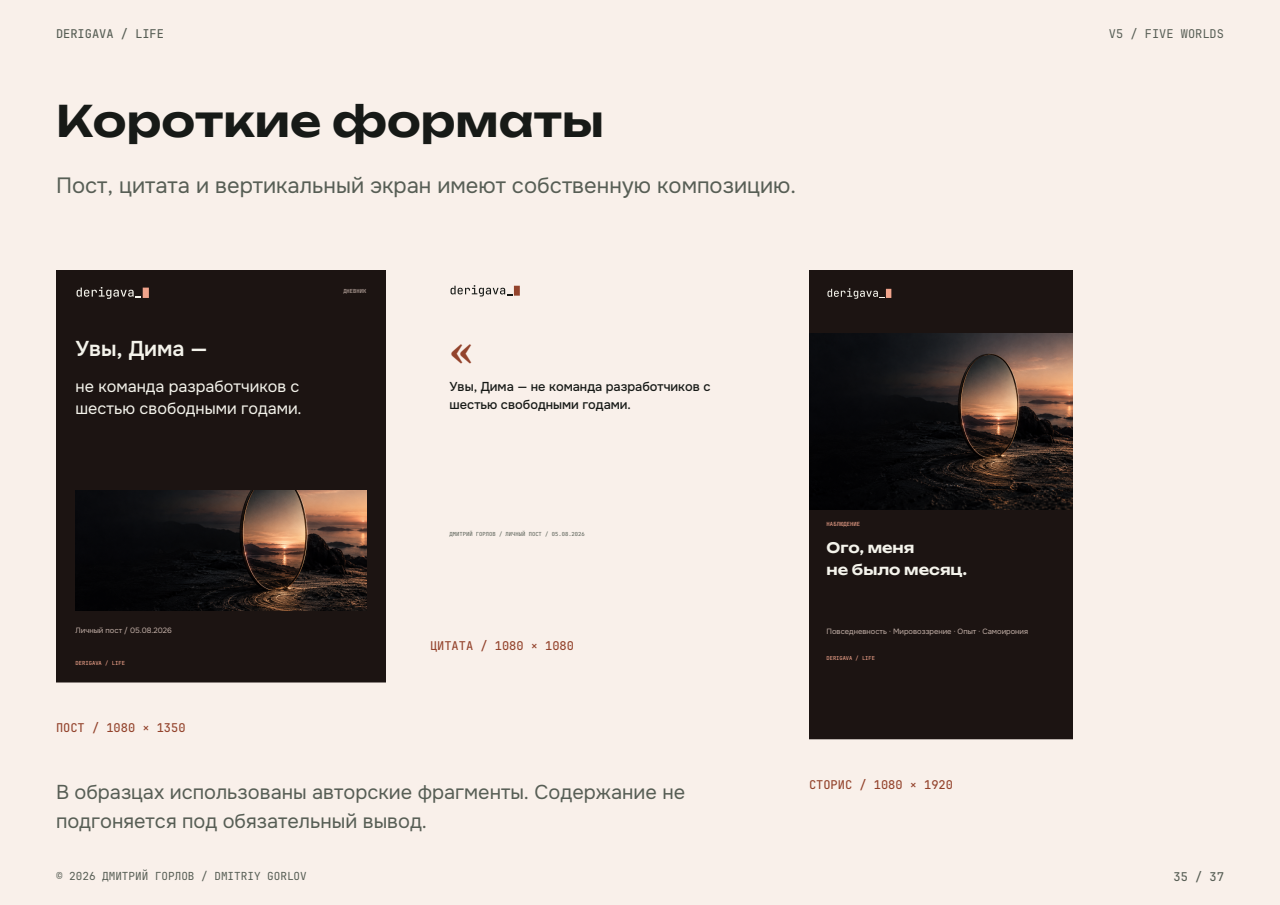 DERIGAVA / LIFE
V5 / FIVE WORLDS
Короткие форматы
Пост, цитата и вертикальный экран имеют собственную композицию.
derigava_
ДНЕВНИК
Увы, Дима —
не команда разработчиков с
шестью свободными годами.
Личный пост / 05.08.2026
DERIGAVA / LIFE
ПОСТ / 1080 × 1350
derigava_
«
Увы, Дима — не команда разработчиков с
шестью свободными годами.
ДМИТРИЙ ГОРЛОВ / ЛИЧНЫЙ ПОСТ / 05.08.2026
ЦИТАТА / 1080 × 1080
derigava_
НАБЛЮДЕНИЕ
Ого, меня
не было месяц.
Повседневность · Мировоззрение · Опыт · Самоирония
DERIGAVA / LIFE
СТОРИС / 1080 × 1920
В образцах использованы авторские фрагменты. Содержание не
подгоняется под обязательный вывод.
© 2026 ДМИТРИЙ ГОРЛОВ / DMITRIY GORLOV
35 / 37